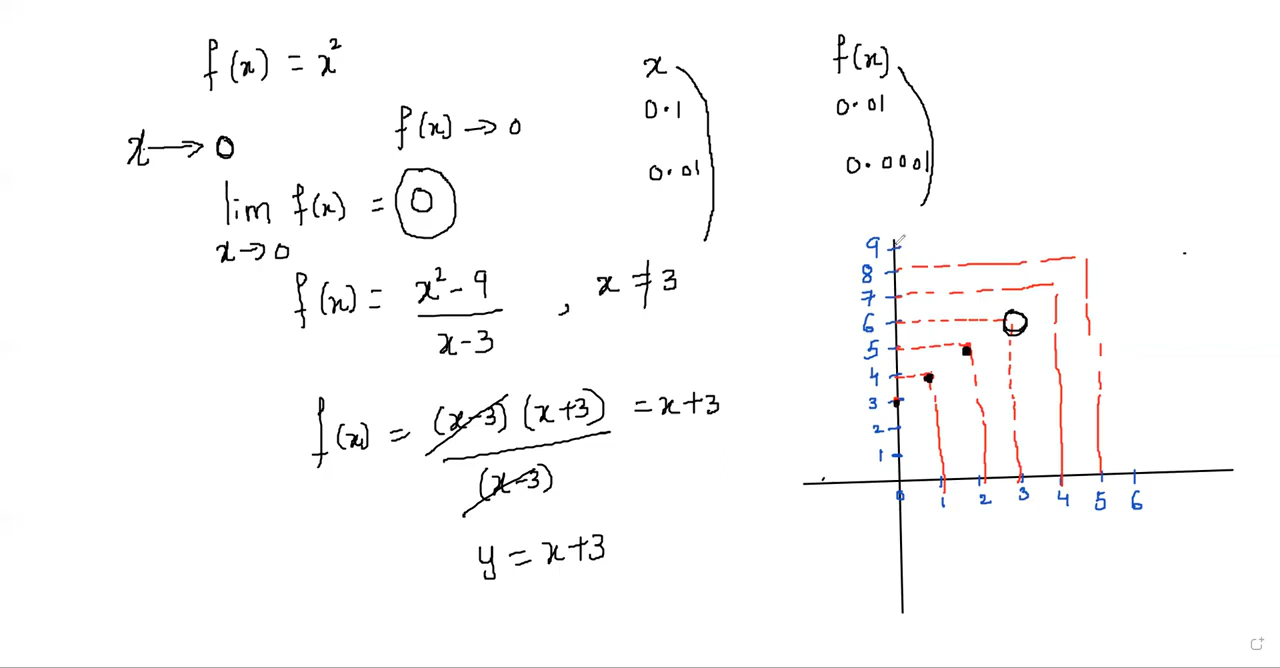 f(x) = x²
x → 0
f(x) → 0
lim f(x) = 0
x → 0
x
0.1
0.01
f(x)
0.01
0.0001
f(x) = x² - 9 / x - 3 , x ≠ 3
f(x) = (x-3) (x+3) / (x-3) = x+3
y = x+3
9
8
7
6
5
4
3
2
1
0 1 2 3 4 5 6